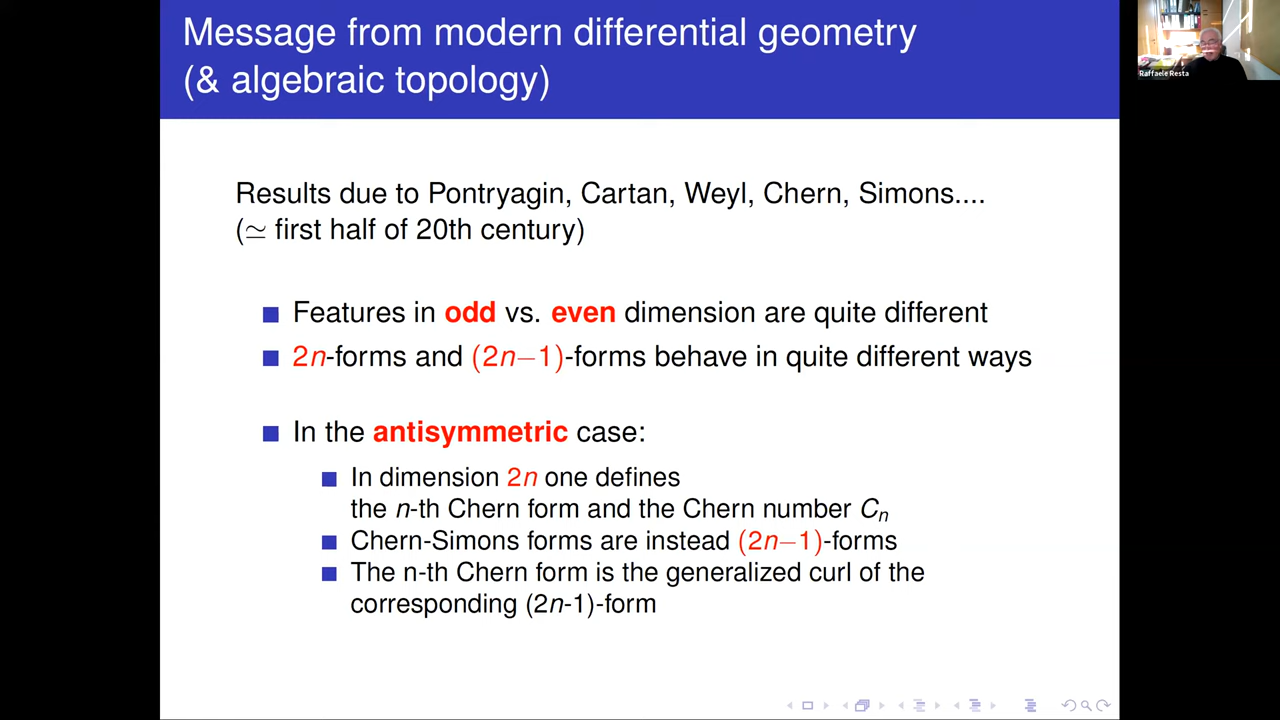 Message from modern differential geometry
(& algebraic topology)
Raffaele Resta
Results due to Pontryagin, Cartan, Weyl, Chern, Simons....
(≃ first half of 20th century)
Features in odd vs. even dimension are quite different
2n-forms and (2n−1)-forms behave in quite different ways
In the antisymmetric case:
In dimension 2n one defines
the n-th Chern form and the Chern number Cₙ
Chern-Simons forms are instead (2n−1)-forms
The n-th Chern form is the generalized curl of the
corresponding (2n-1)-form